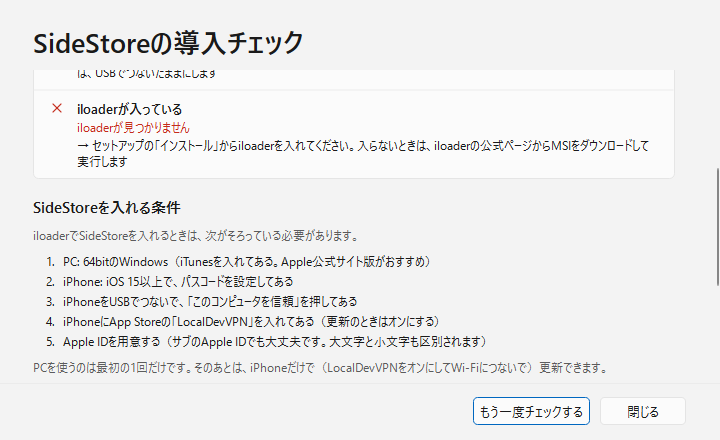 SideStoreの導入チェック
は、USBでつないだままにします
iloaderが入っている
iloaderが見つかりません
→ セットアップの「インストール」からiloaderを入れてください。入らないときは、iloaderの公式ページからMSIをダウンロードして
実行します
SideStoreを入れる条件
iloaderでSideStoreを入れるときは、次がそろっている必要があります。
1. PC: 64bitのWindows（iTunesを入れてある。Apple公式サイト版がおすすめ）
2. iPhone: iOS 15以上で、パスコードを設定してある
3. iPhoneをUSBでつないで、「このコンピュータを信頼」を押してある
4. iPhoneにApp Storeの「LocalDevVPN」を入れてある（更新のときはオンにする）
5. Apple IDを用意する（サブのApple IDでも大丈夫です。大文字と小文字も区別されます）
PCを使うのは最初の1回だけです。そのあとは、iPhoneだけで（LocalDevVPNをオンにしてWi-Fiにつないで）更新できます。
もう一度チェックする
閉じる